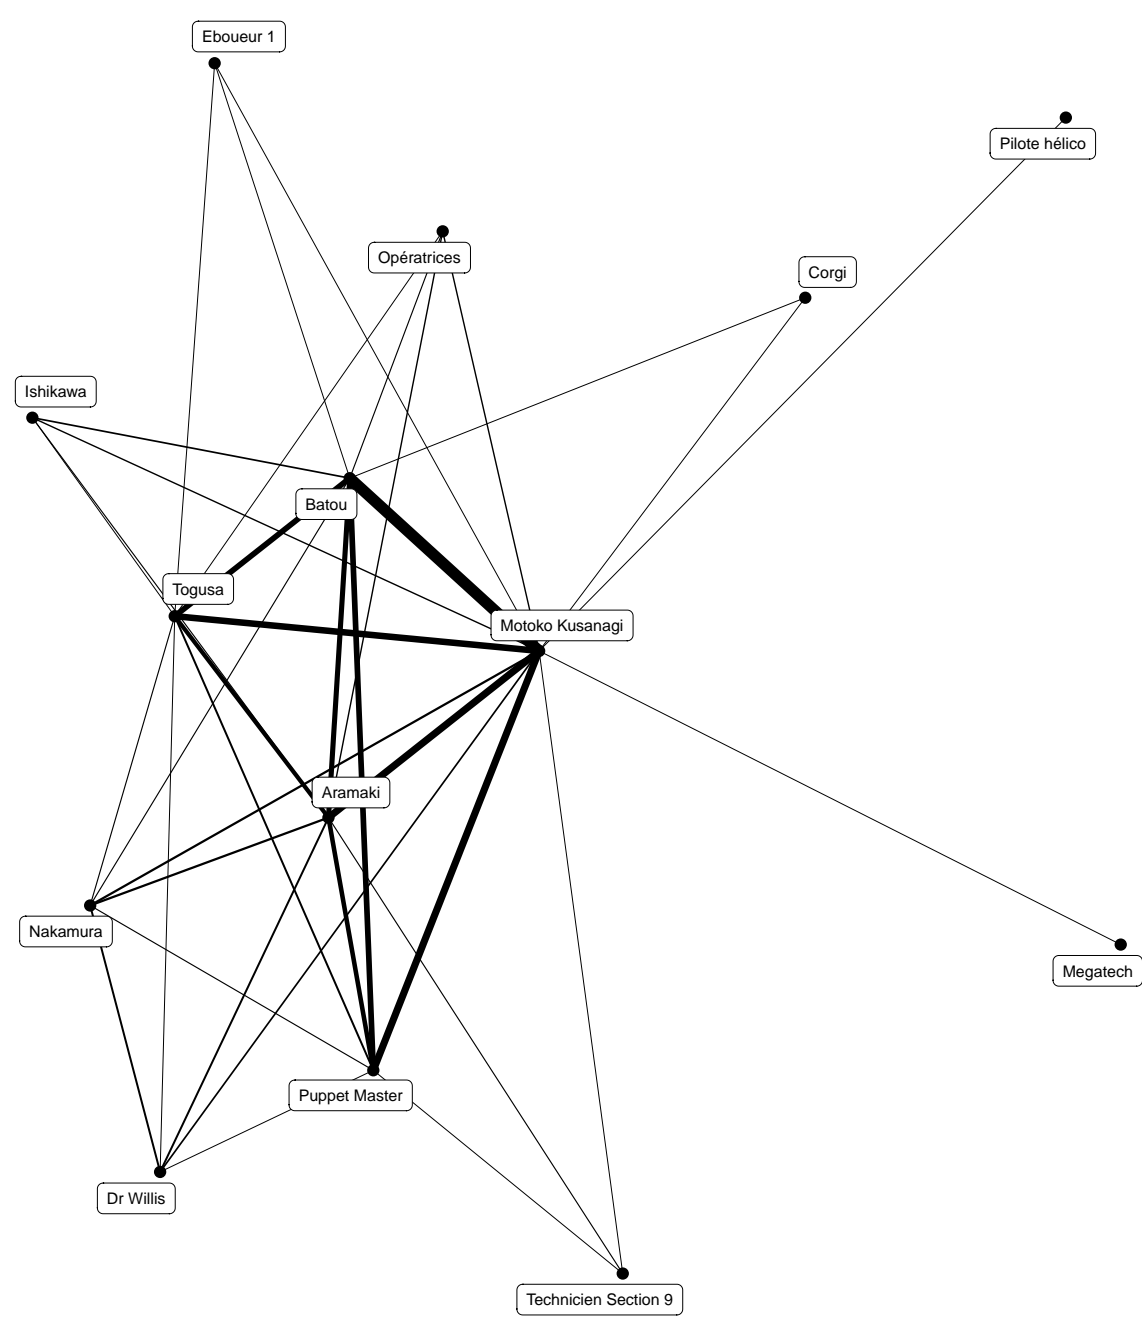 Eboueur 1
Pilote hélico
Opératrices
Corgi
Ishikawa
Batou
Togusa
Motoko Kusanagi
Aramaki
Nakamura
Megatech
Puppet Master
Dr Willis
Technicien Section 9